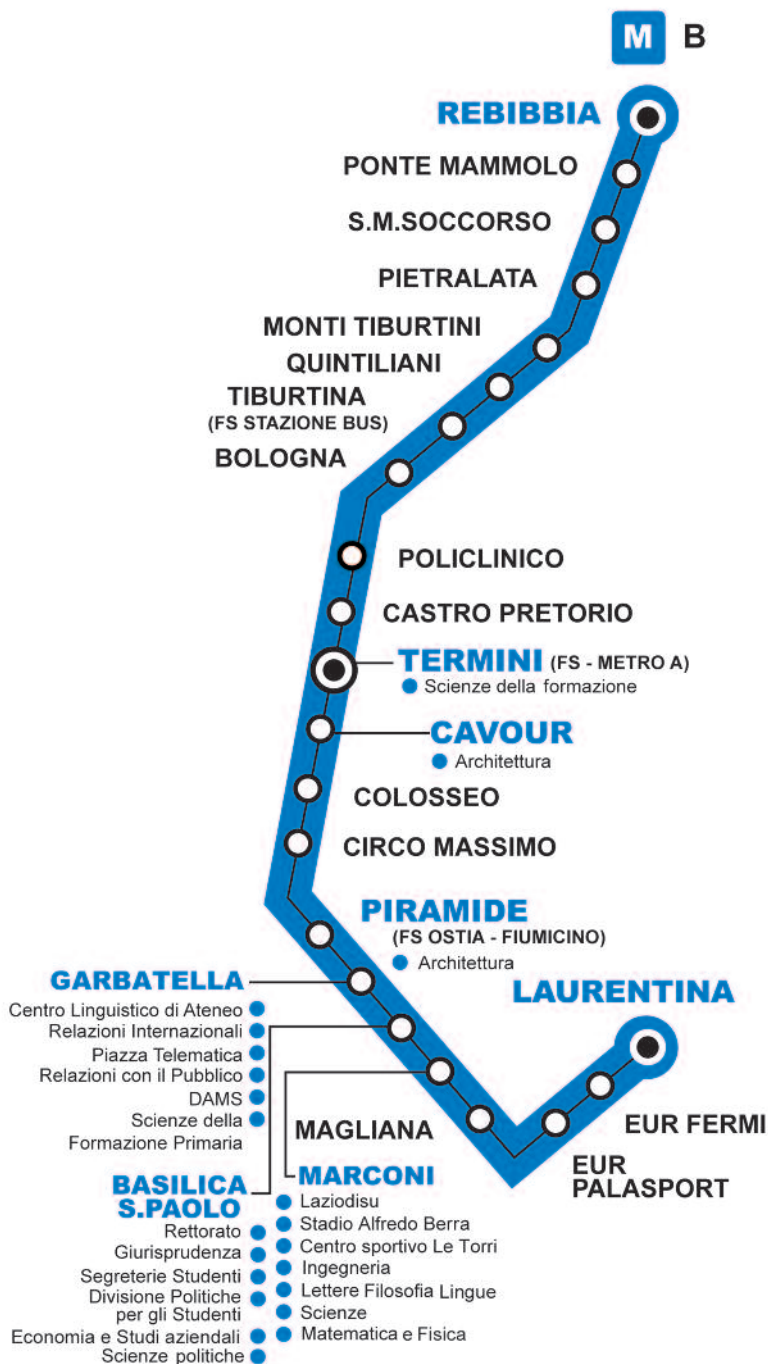 M B
REBIBBIA
PONTE MAMMOLO
S.M.SOCCORSO
PIETRALATA
MONTI TIBURTINI
QUINTILIANI
TIBURTINA
(FS STAZIONE BUS)
BOLOGNA
POLICLINICO
CASTRO PRETORIO
TERMINI (FS - METRO A)
Scienze della formazione
CAVOUR
Architettura
COLOSSEO
CIRCO MASSIMO
PIRAMIDE
(FS OSTIA - FIUMICINO)
Architettura
GARBATELLA
Centro Linguistico di Ateneo
Relazioni Internazionali
Piazza Telematica
Relazioni con il Pubblico
DAMS
Scienze della
Formazione Primaria
LAURENTINA
EUR FERMI
EUR
PALASPORT
MAGLIANA
BASILICA
S.PAOLO
Rettorato
Giurisprudenza
Segreterie Studenti
Divisione Politiche
per gli Studenti
Economia e Studi aziendali
Scienze politiche
MARCONI
Laziodisu
Stadio Alfredo Berra
Centro sportivo Le Torri
Ingegneria
Lettere Filosofia Lingue
Scienze
Matematica e Fisica